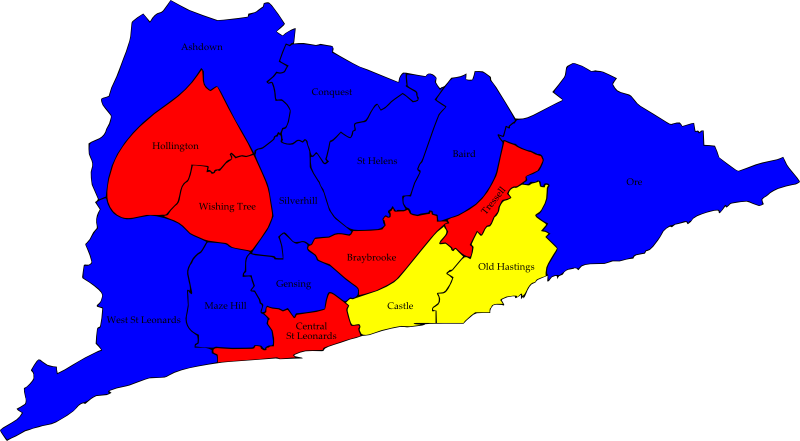 Ashdown
Conquest
Hollington
St Helens
Baird
Ore
Wishing Tree
Silverhill
Tressell
Braybrooke
Old Hastings
Gensing
Maze Hill
Castle
West St Leonards
Central
St Leonards